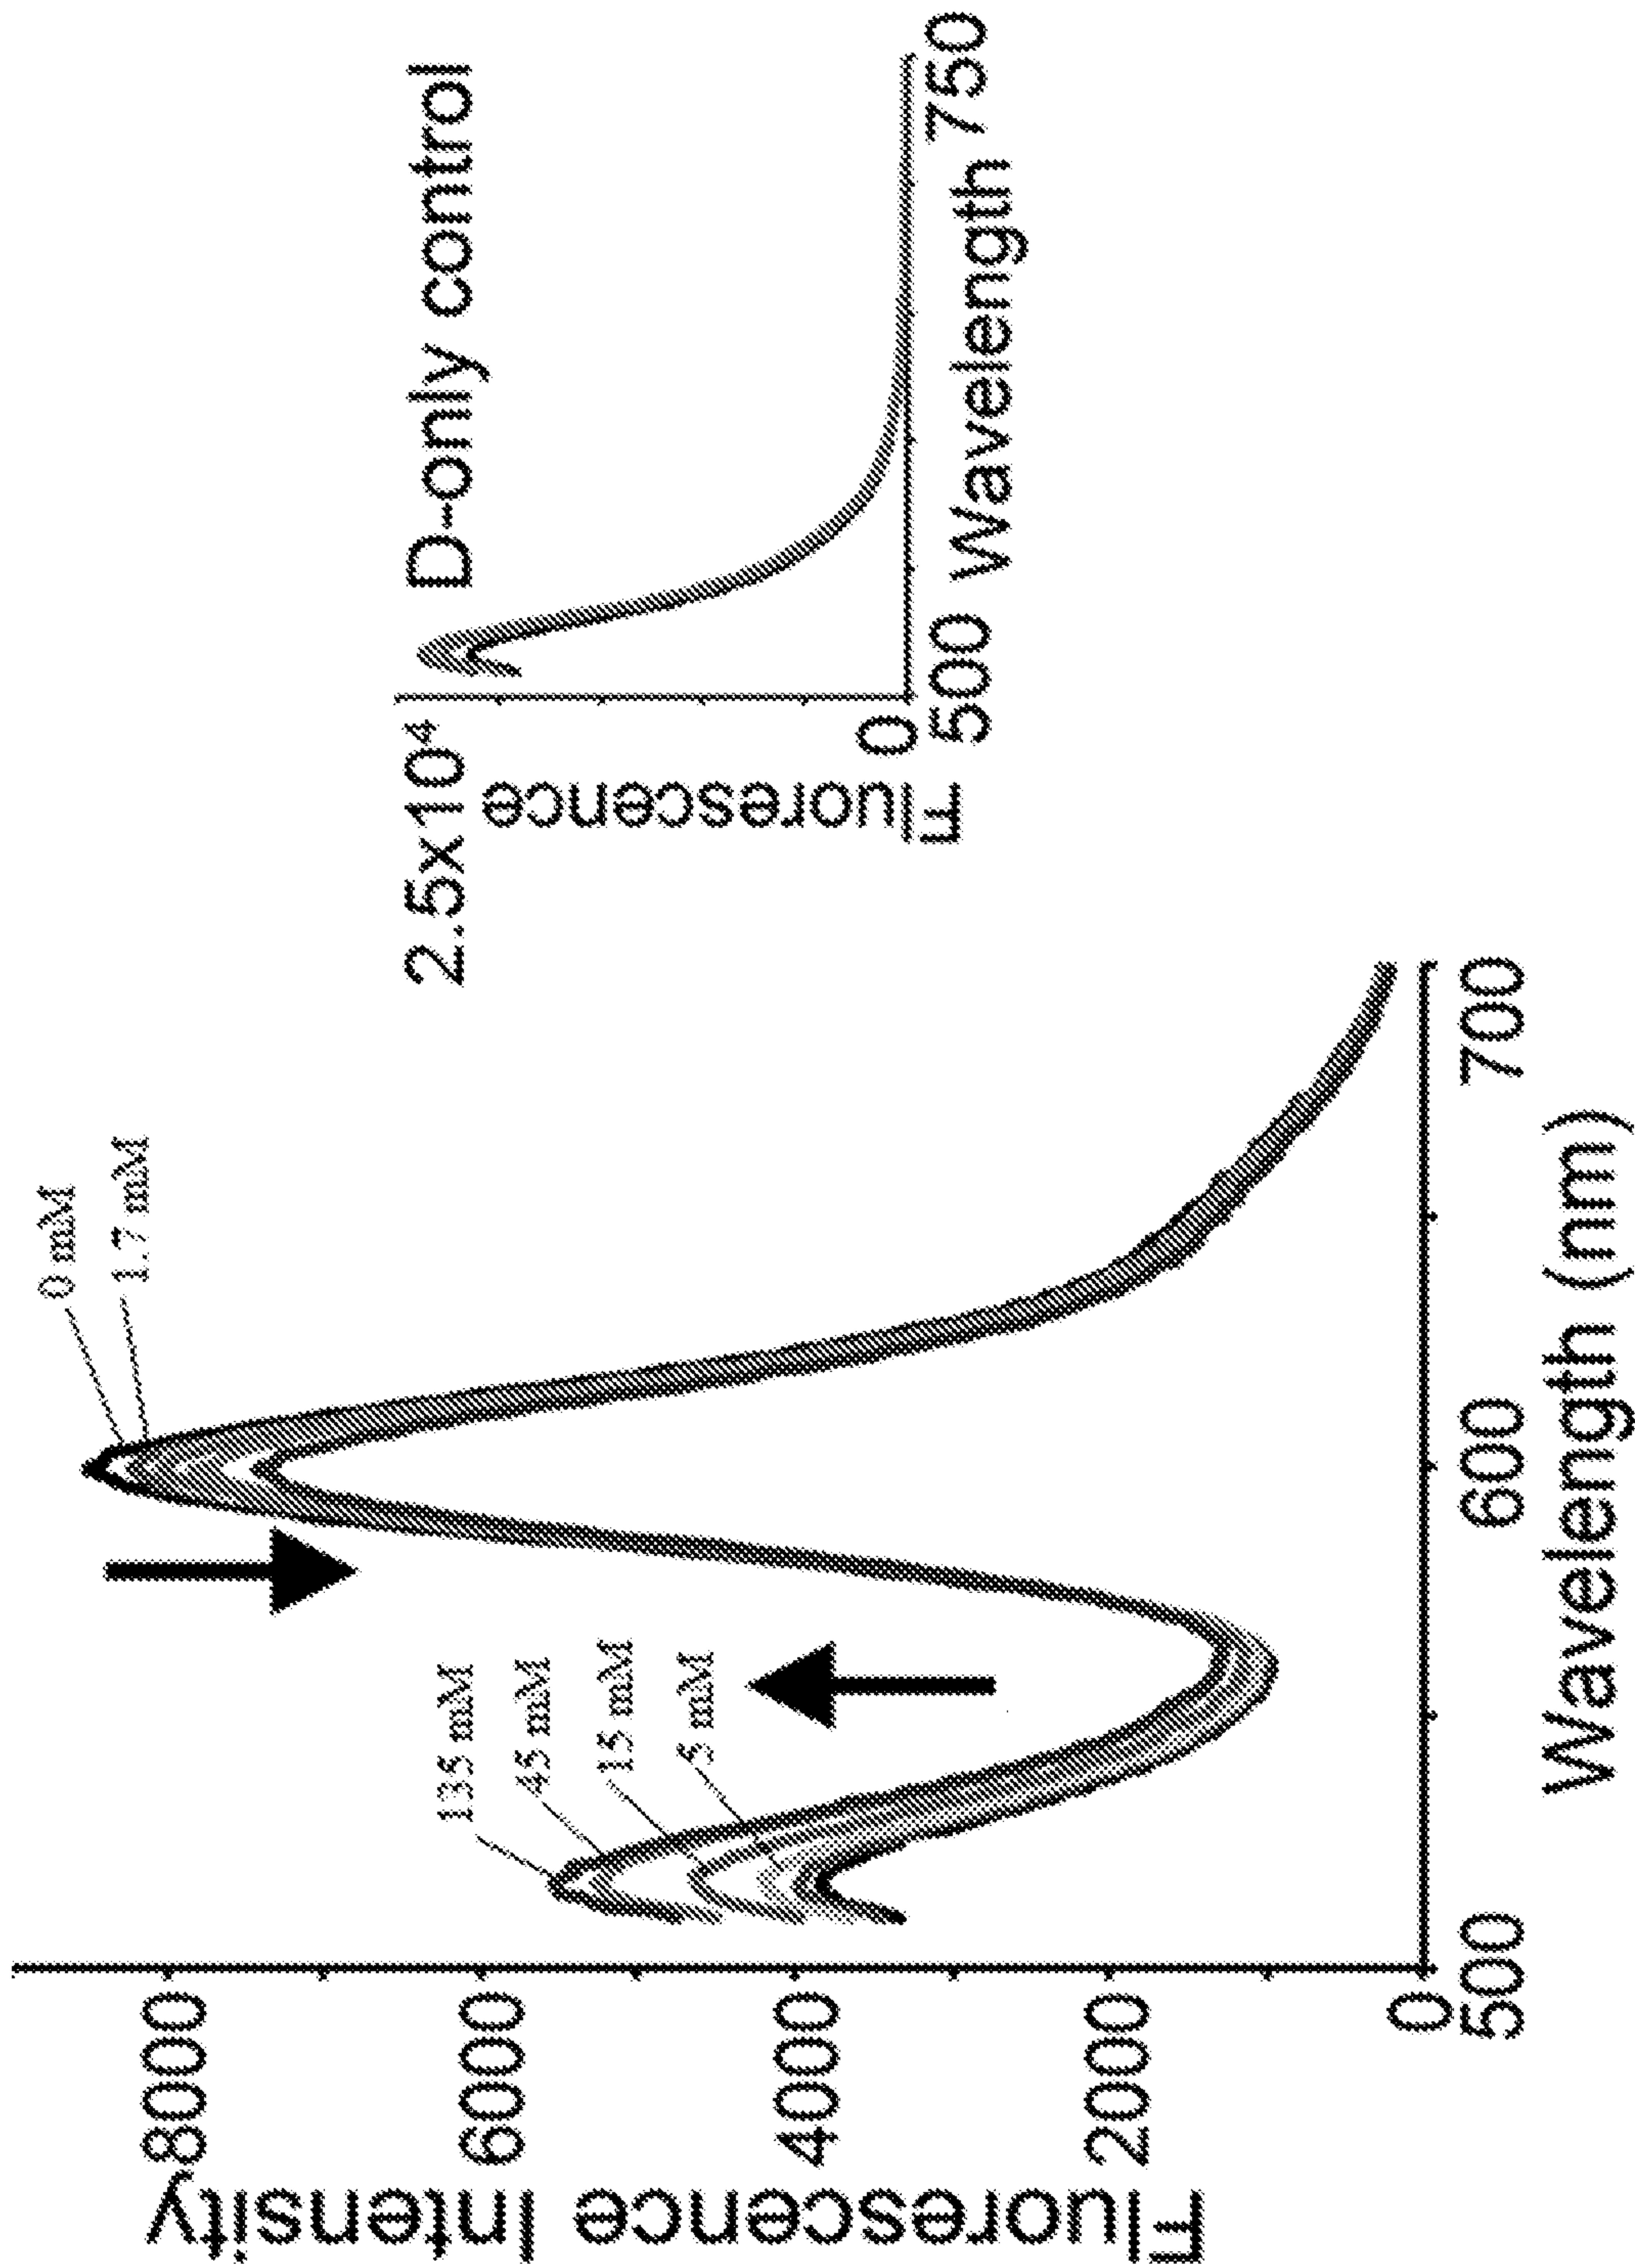 Fluorescence Intensity
8000
6000
4000
2000
0
500
600
700
Wavelength (nm)
0 mM
1.7 mM
135 mM
45 mM
15 mM
5 mM
D-only control
2.5x10⁴
Fluorescence
0
500 Wavelength 750